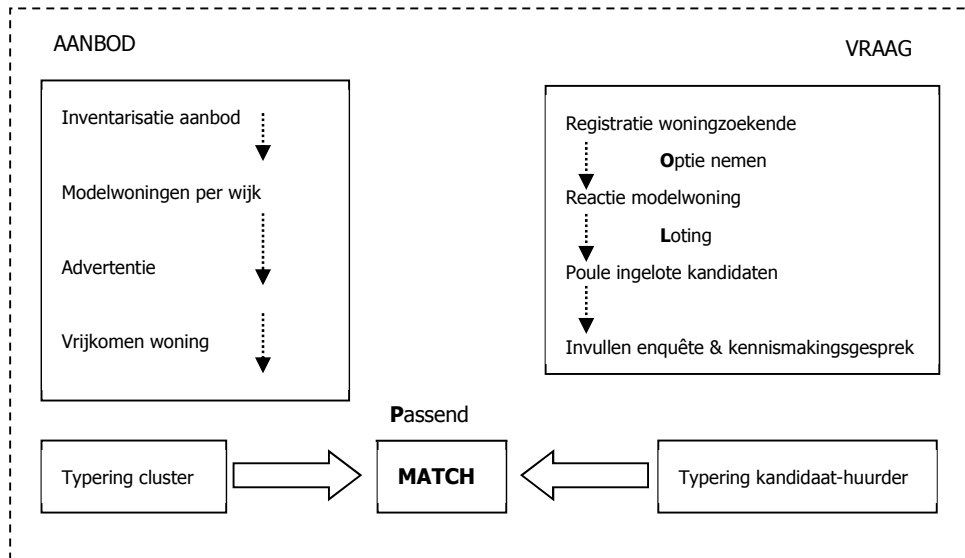 AANBOD
Inventarisatie aanbod
Modelwoningen per wijk
Advertentie
Vrijkomen woning
VRAAG
Registratie woningzoekende
Optie nemen
Reactie modelwoning
Loting
Poule ingelote kandidaten
Invullen enquête & kennismakingsgesprek
Passend
Typering cluster
MATCH
Typering kandidaat-huurder